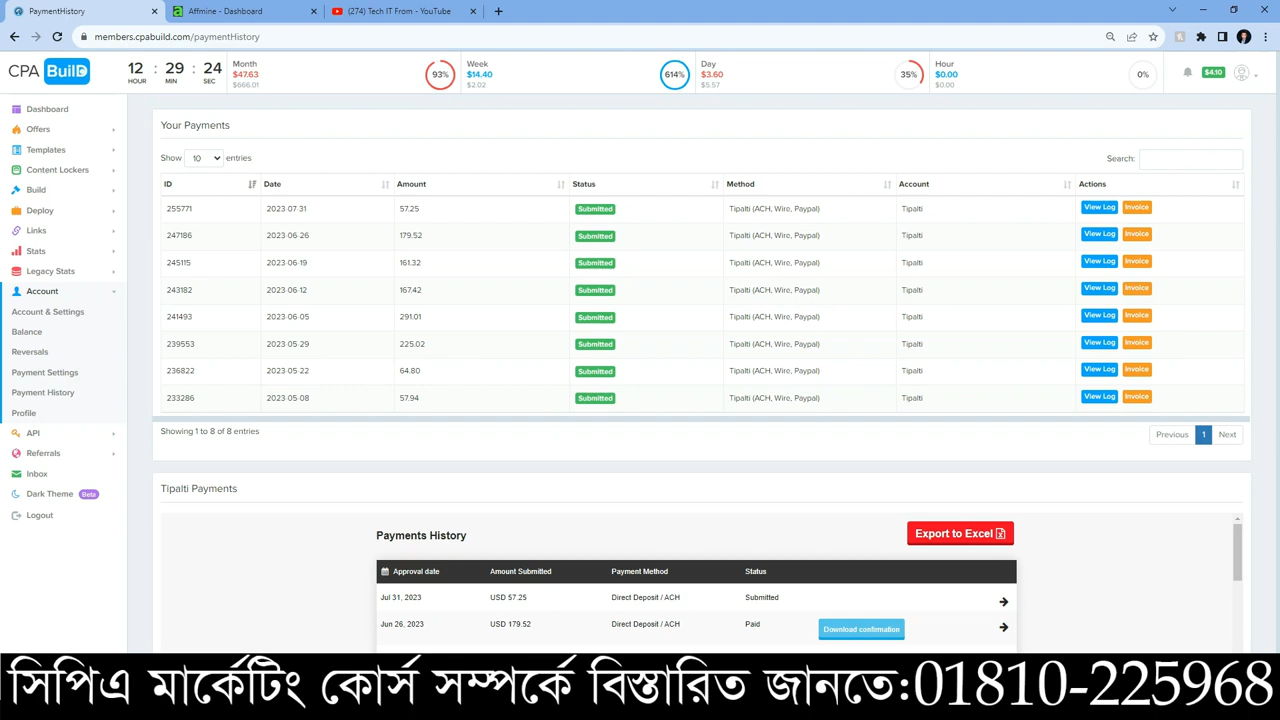 PaymentHistory
Affmine - Dashboard
(274) Tech IT From - YouTube
members.cpabuild.com/paymentHistory
CPA Build
12 : 29 : 24
HOUR MIN SEC
Month
$47.63
$666.01
93%
Week
$14.40
$2.02
614%
Day
$3.60
$5.57
35%
Hour
$0.00
$0.00
0%
$4.10
Dashboard
Offers
Templates
Content Lockers
Build
Deploy
Links
Stats
Legacy Stats
Account
Account & Settings
Balance
Reversals
Payment Settings
Payment History
Profile
API
Referrals
Inbox
Dark Theme Beta
Logout
Your Payments
Show 10 entries
Search:
ID Date Amount Status Method Account Actions
255771 2023-07-31 57.25 Submitted Tipalti (ACH, Wire, Paypal) Tipalti View Log Invoice
247186 2023-06-26 179.52 Submitted Tipalti (ACH, Wire, Paypal) Tipalti View Log Invoice
245115 2023-06-19 161.32 Submitted Tipalti (ACH, Wire, Paypal) Tipalti View Log Invoice
243182 2023-06-12 167.42 Submitted Tipalti (ACH, Wire, Paypal) Tipalti View Log Invoice
241493 2023-06-05 291.01 Submitted Tipalti (ACH, Wire, Paypal) Tipalti View Log Invoice
239553 2023-05-29 225.02 Submitted Tipalti (ACH, Wire, Paypal) Tipalti View Log Invoice
236822 2023-05-22 64.80 Submitted Tipalti (ACH, Wire, Paypal) Tipalti View Log Invoice
233286 2023-05-08 57.94 Submitted Tipalti (ACH, Wire, Paypal) Tipalti View Log Invoice
Showing 1 to 8 of 8 entries
Previous 1 Next
Tipalti Payments
Payments History
Export to Excel
Approval date Amount Submitted Payment Method Status
Jul 31, 2023 USD 57.25 Direct Deposit / ACH Submitted
Jun 26, 2023 USD 179.52 Direct Deposit / ACH Paid Download confirmation
সিপিএ মার্কেটিং কোর্স সম্পর্কে বিস্তারিত জানতে:01810-225968